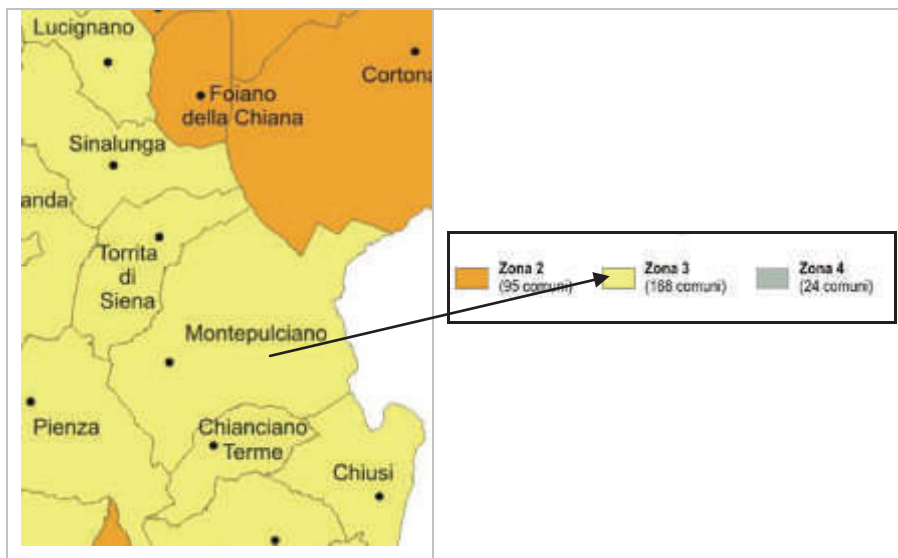 Lucignano
Cortona
Foiano
della Chiana
Sinalunga
anda
Torrita
di
Siena
Montepulciano
Pienza
Chianciano
Terme
Chiusi
Zona 2
(95 comuni)
Zona 3
(168 comuni)
Zona 4
(24 comuni)